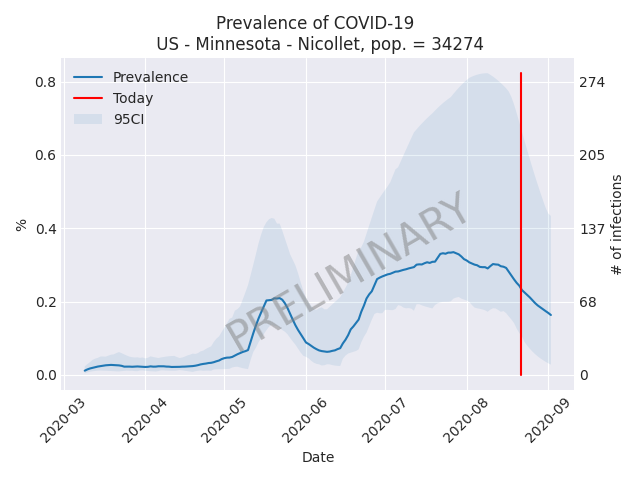 Prevalence of COVID-19
US - Minnesota - Nicollet, pop. = 34274
Prevalence
Today
95CI
0.8
0.6
0.4
0.2
0.0
%
274
205
137
68
0
# of infections
PRELIMINARY
2020-03
2020-04
2020-05
2020-06
2020-07
2020-08
2020-09
Date